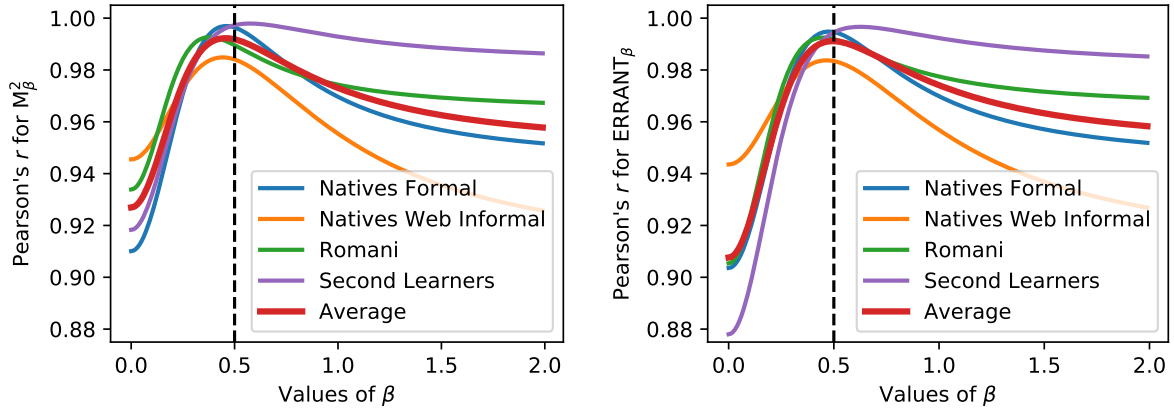 1.00
0.98
0.96
0.94
0.92
0.90
0.88
Pearson's r for M²β
Natives Formal
Natives Web Informal
Romani
Second Learners
Average
0.0 0.5 1.0 1.5 2.0
Values of β
1.00
0.98
0.96
0.94
0.92
0.90
0.88
Pearson's r for ERRANTβ
Natives Formal
Natives Web Informal
Romani
Second Learners
Average
0.0 0.5 1.0 1.5 2.0
Values of β